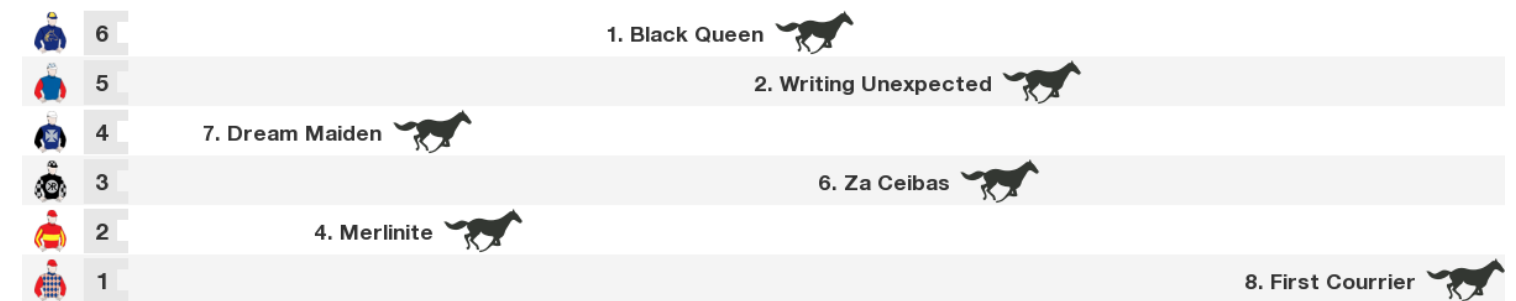 6 1. Black Queen
5 2. Writing Unexpected
4 7. Dream Maiden
3 6. Za Ceibas
2 4. Merlinite
1 8. First Courrier